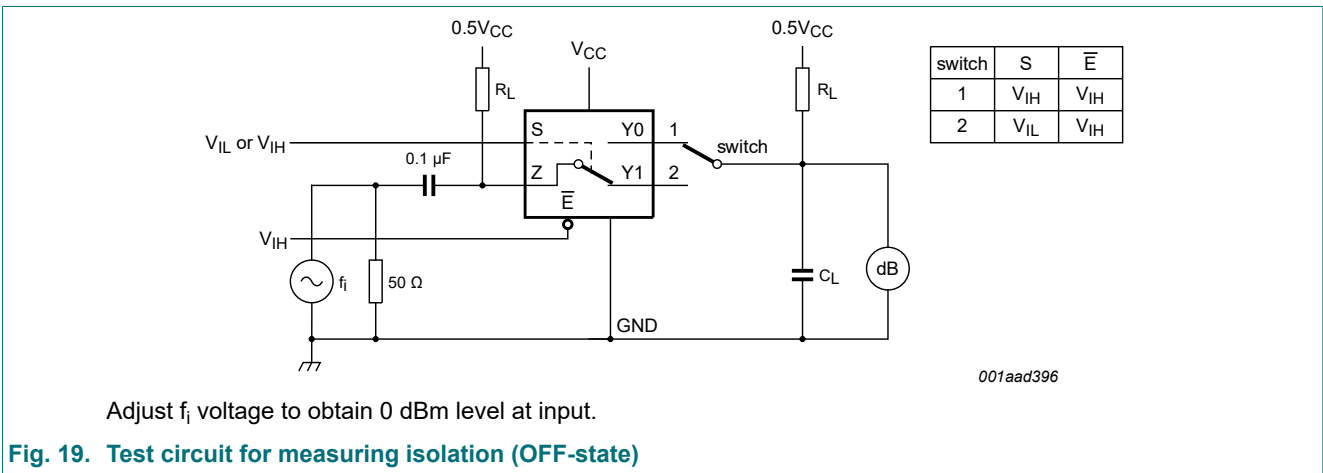 0.5VCC
VCC
0.5VCC
RL
RL
switch S E̅
1 VIH VIH
2 VIL VIH
VIL or VIH
S
Y0
1
switch
0.1 µF
Z
Y1
2
E̅
VIH
fi
50 Ω
CL
dB
GND
001aad396
Adjust fi voltage to obtain 0 dBm level at input.
Fig. 19. Test circuit for measuring isolation (OFF-state)